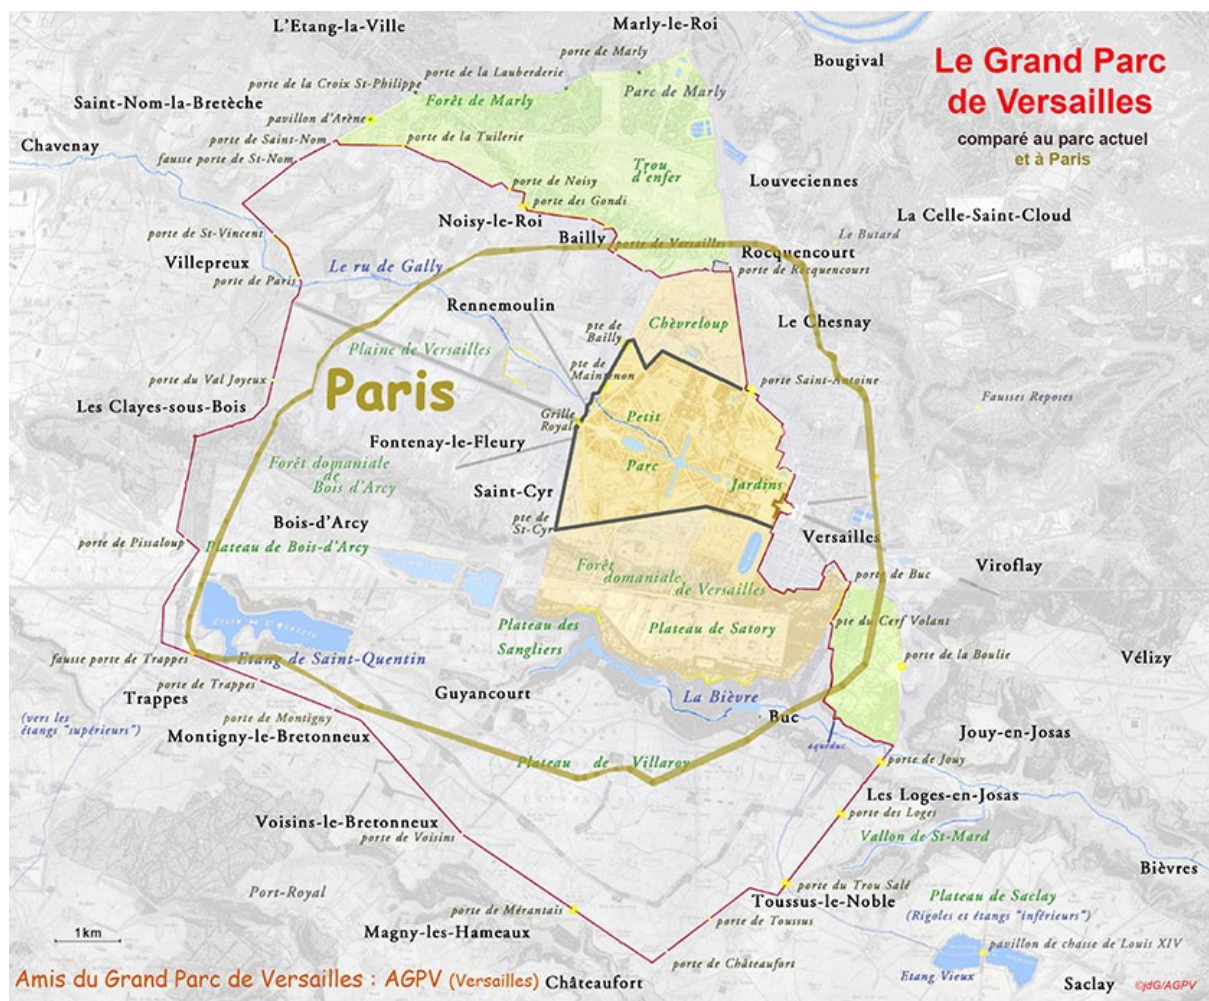 L'Etang-la-Ville
Marly-le-Roi
porte de Marly
Bougival
Le Grand Parc
de Versailles
comparé au parc actuel
et à Paris
porte de la Croix St-Philippe
porte de la Lauberderie
Parc de Marly
Saint-Nom-la-Bretèche
Forêt de Marly
pavillon d'Arène
porte de Saint-Nom
porte de la Tuilerie
Chavenay
fausse porte de St-Nom
Trou
d'enfer
porte de Noisy
Louveciennes
porte des Gondi
La Celle-Saint-Cloud
Noisy-le-Roi
porte de St-Vincent
Bailly
porte de Versailles
Le Butard
Villepreux
Le ru de Gally
Rocquencourt
porte de Rocquencourt
porte de Paris
Rennemoulin
pte de
Bailly
Chèvreloup
Le Chesnay
Plaine de Versailles
pte de
Maintenon
porte du Val Joyeux
Paris
porte Saint-Antoine
Fausses Reposes
Les Clayes-sous-Bois
Grille
Royal
Petit
Parc
Fontenay-le-Fleury
Forêt domaniale
de
Bois d'Arcy
Saint-Cyr
Jardins
pte de
St-Cyr
Bois-d'Arcy
porte de Pissaloup
Plateau de Bois-d'Arcy
Versailles
Forêt
domaniale
de Versailles
porte de Buc
Viroflay
Plateau des
Sangliers
Plateau de Satory
pte du Cerf Volant
fausse porte de Trappes
Etang de Saint-Quentin
porte de la Boulie
Vélizy
porte de Trappes
Trappes
Guyancourt
La Bièvre
(vers les
étangs "supérieurs")
porte de Montigny
Montigny-le-Bretonneux
Buc
aqueduc
Jouy-en-Josas
Plateau de Villaroy
porte de Jouy
Les Loges-en-Josas
porte des Loges
Voisins-le-Bretonneux
porte de Voisins
Vallon de St-Mard
Bièvres
Port-Royal
porte du Trou Salé
Toussus-le-Noble
Plateau de Saclay
(Rigoles et étangs "inférieurs")
porte de Mérantais
porte de Toussus
Magny-les-Hameaux
1km
pavillon de chasse de Louis XIV
porte de Châteaufort
Etang Vieux
Amis du Grand Parc de Versailles : AGPV (Versailles)
Châteaufort
Saclay
©jdG/AGPV